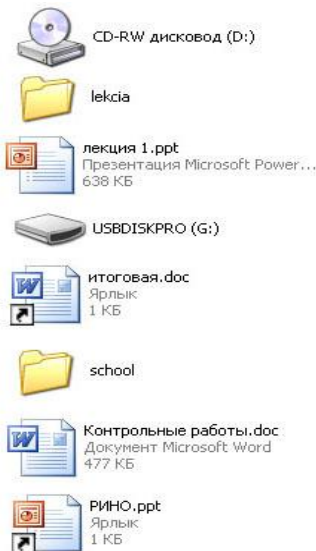 CD-RW дисковод (D:)
lekcia
лекция 1.ppt
Презентация Microsoft Power...
638 КБ
USBDISKPRO (G:)
итоговая.doc
Ярлык
1 КБ
school
Контрольные работы.doc
Документ Microsoft Word
477 КБ
РИНО.ppt
Ярлык
1 КБ